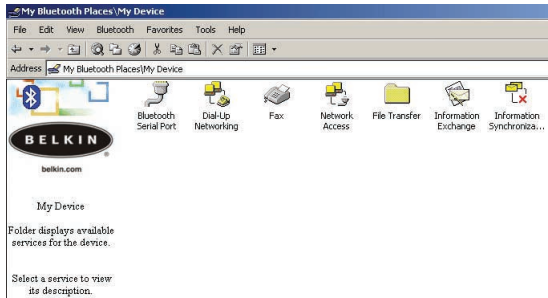 My Bluetooth Places\My Device
File Edit View Bluetooth Favorites Tools Help
Address My Bluetooth Places\My Device
Bluetooth Serial Port
Dial-Up Networking
Fax
Network Access
File Transfer
Information Exchange
Information Synchroniza...
BELKIN
belkin.com
My Device
Folder displays available
services for the device.
Select a service to view
its description.